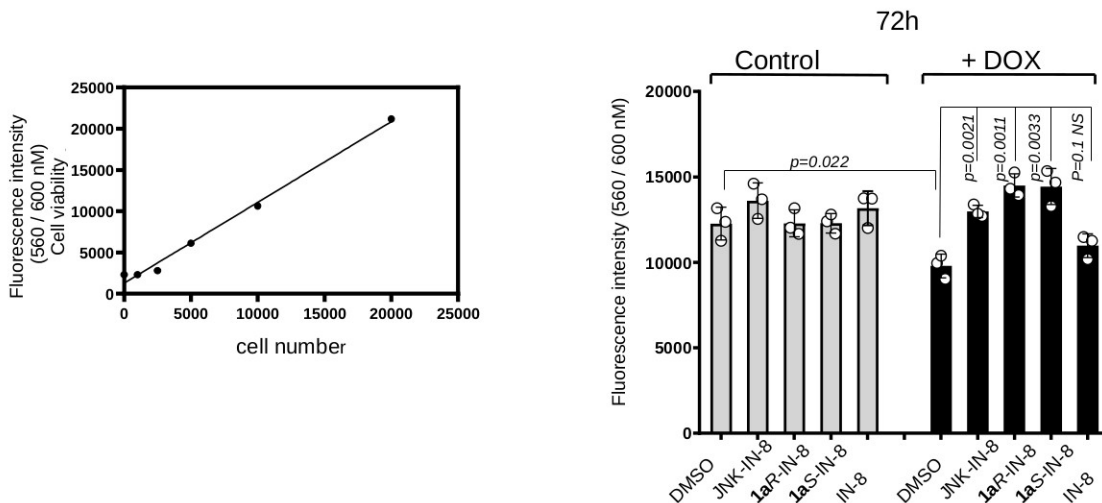 Fluorescence intensity
(560 / 600 nM)
Cell viability
25000
20000
15000
10000
5000
0
0 5000 10000 15000 20000 25000
cell number
72h
Control + DOX
Fluorescence intensity (560 / 600 nM)
20000
15000
10000
5000
0
p=0.022
p=0.0021
p=0.0011
p=0.0033
P=0.1 NS
DMSO
JNK-IN-8
1aR-IN-8
1aS-IN-8
IN-8
DMSO
JNK-IN-8
1aR-IN-8
1aS-IN-8
IN-8